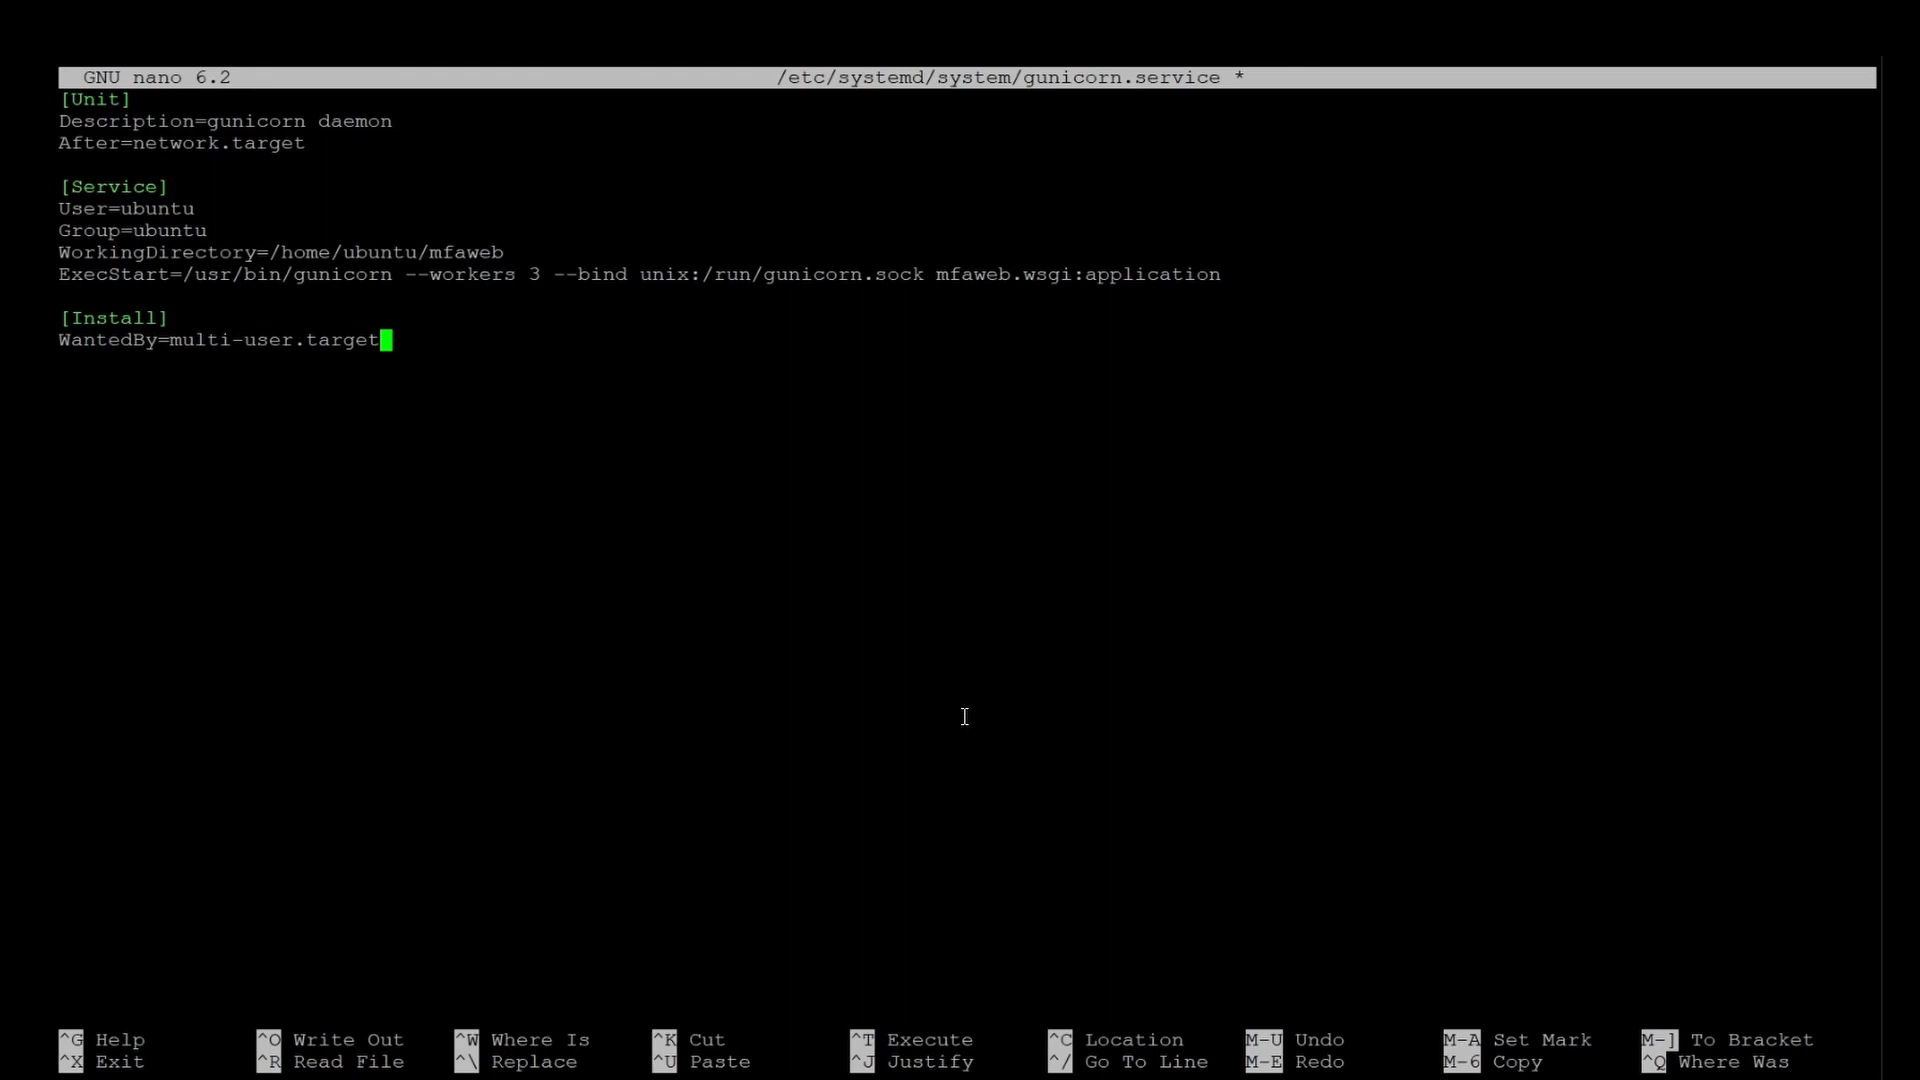 GNU nano 6.2 /etc/systemd/system/gunicorn.service *
[Unit]
Description=gunicorn daemon
After=network.target
[Service]
User=ubuntu
Group=ubuntu
WorkingDirectory=/home/ubuntu/mfaweb
ExecStart=/usr/bin/gunicorn --workers 3 --bind unix:/run/gunicorn.sock mfaweb.wsgi:application
[Install]
WantedBy=multi-user.target
^G Help ^O Write Out ^W Where Is ^K Cut ^T Execute ^C Location M-U Undo M-A Set Mark M-] To Bracket
^X Exit ^R Read File ^\ Replace ^U Paste ^J Justify ^/ Go To Line M-E Redo M-6 Copy ^Q Where Was